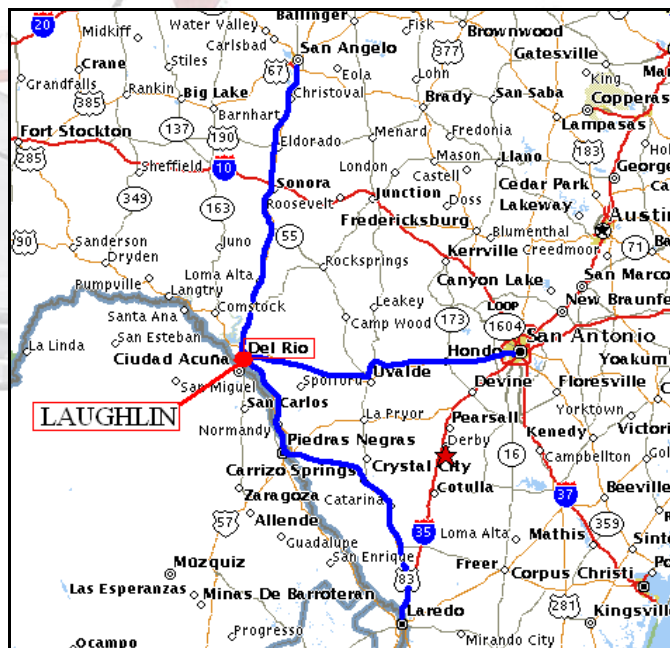 Ballinger
20
Midkiff
Water Valley
Fisk
Brownwood
Carlsbad
San Angelo
377
Gatesville
Crane
Stiles
67
Eola
Lohn
King
Grandfalls
Rankin
Big Lake
Christoval
385
Brady
San Saba
Copperas
Barnhart
Lampasas
Fort Stockton
137
190
Eldorado
Menard
Fredonia
183
285
Sheffield
10
London
Mason
Llano
George
Castell
Cedar Park
349
163
Sonora
Roosevelt
Junction
Doss
Lakeway
Austin
Fredericksburg
90
Sanderson
Juno
55
Blumenthal
Creedmoor
71
Dryden
Kerrville
Rocksprings
Pumpville
Loma Alta
Canyon Lake
San Marco
Langtry
Leakey
LOOP
New Braunf
Santa Ana
Comstock
Camp Wood
173
1604
San Antonio
La Linda
San Esteban
Del Rio
Hondo
Yoakum
Ciudad Acuña
Uvalde
San Miguel
Spofford
Devine
Floresville
LAUGHLIN
San Carlos
La Pryor
Pearsall
Yorktown
Normandy
Piedras Negras
Derby
16
Kenedy
Victori
Carrizo Springs
Crystal City
Campbellton
Zaragoza
Catarina
Cotulla
37
Beeville
57
Allende
35
Loma Alta
Mathis
359
Guadalupe
San Enrique
Sint
Múzquiz
83
Freer
Corpus Christi
Las Esperanzas
Minas De Barroteran
281
Kingsvill
Laredo
Progreso
Mirando City
Ocampo